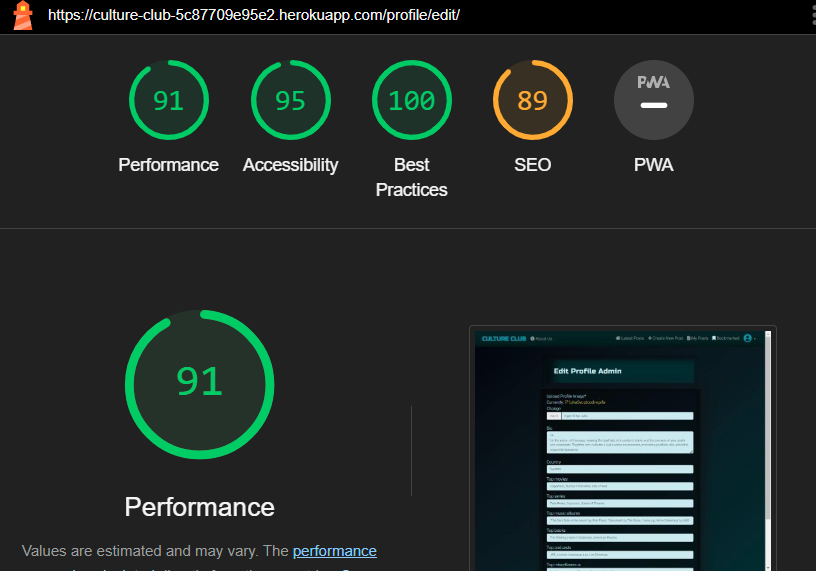 https://culture-club-5c87709e95e2.herokuapp.com/profile/edit/
91
95
100
89
PWA
Performance
Accessibility
Best
Practices
SEO
PWA
91
Performance
Values are estimated and may vary. The performance
CULTURE CLUB About Us Latest Posts Create New Post My Posts Bookmarked
Edit Profile Admin
Upload Profile Image*
Currently:
Change
Bio
Country
Top movies
Top series
Top music albums
Top books
Top podcasts